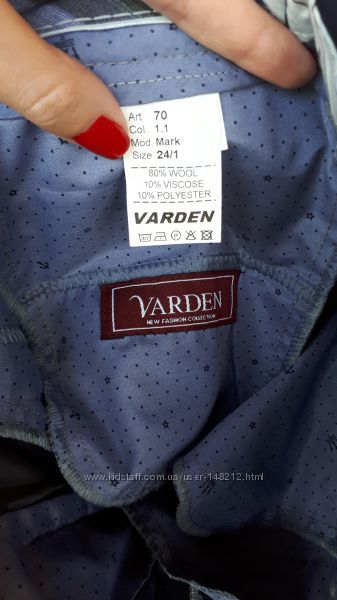 Art 70
Col. 1.1
Mod. Mark
Size 24/1
80% WOOL
10% VISCOSE
10% POLYESTER
VARDEN
VARDEN
NEW FASHION COLLECTION
www.kidstaff.com.ua/user-148212.html